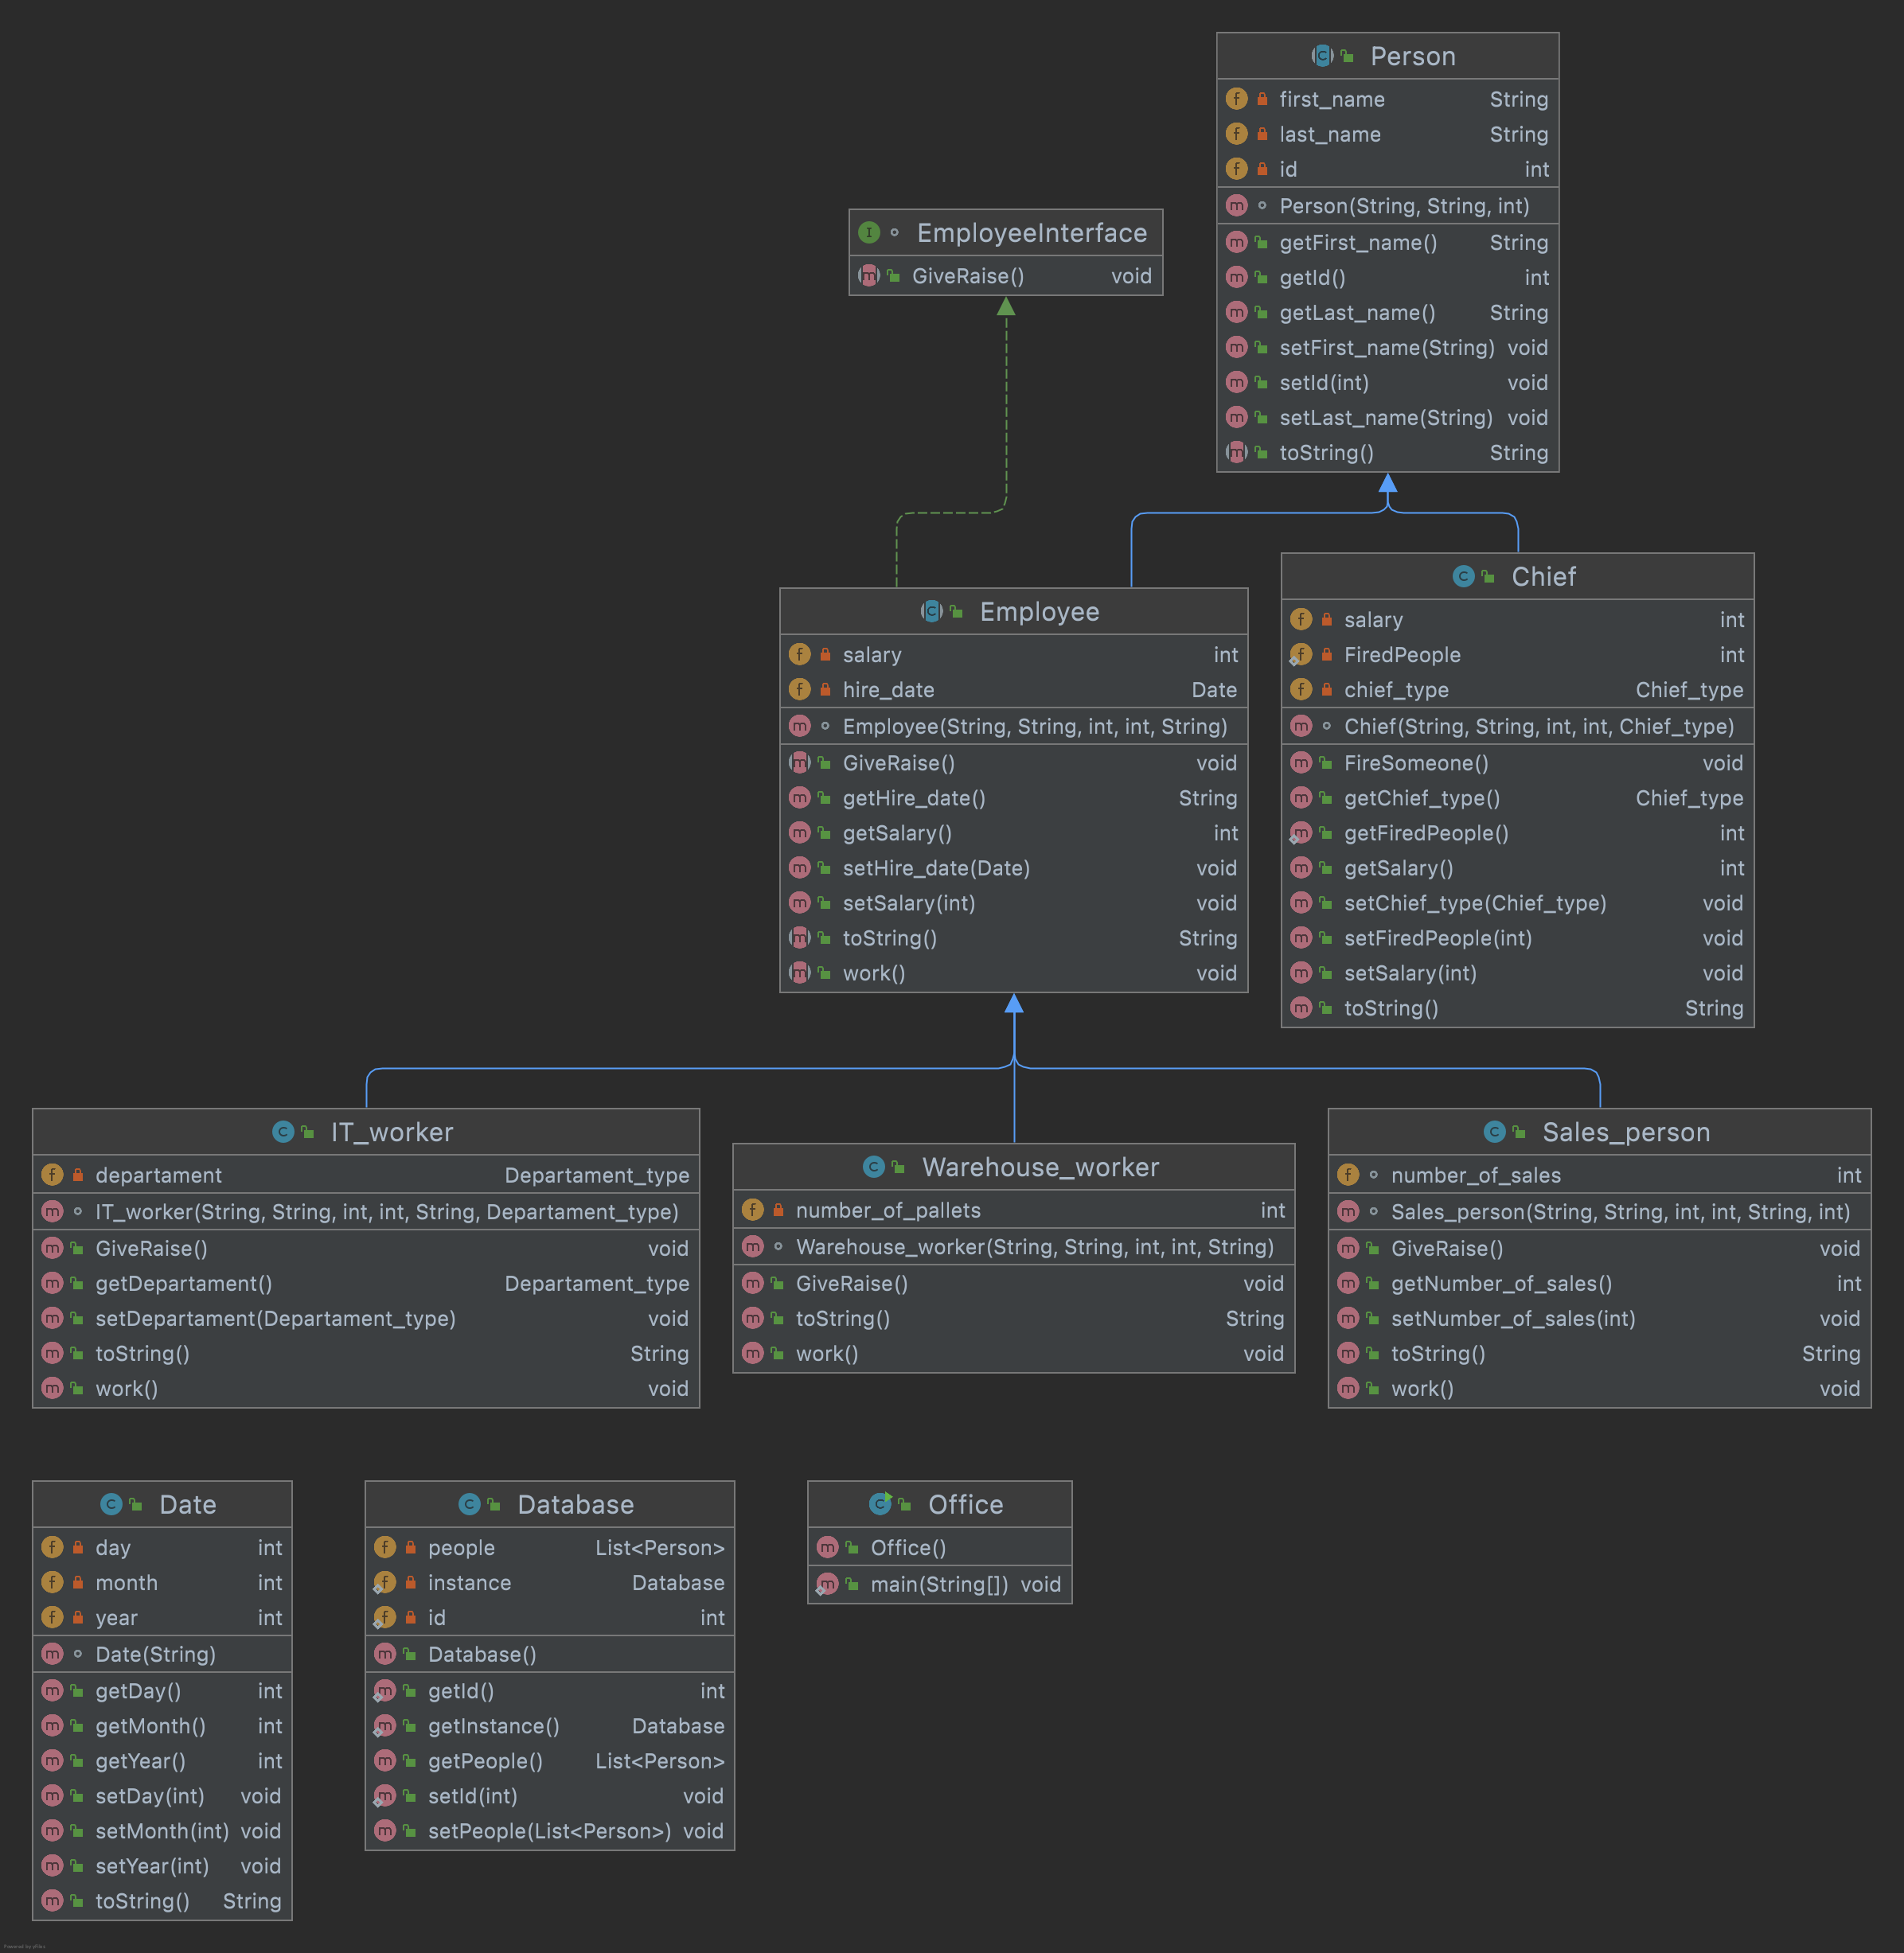 Person
first_name String
last_name String
id int
Person(String, String, int)
getFirst_name() String
getId() int
getLast_name() String
setFirst_name(String) void
setId(int) void
setLast_name(String) void
toString() String
EmployeeInterface
GiveRaise() void
Employee
salary int
hire_date Date
Employee(String, String, int, int, String)
GiveRaise() void
getHire_date() String
getSalary() int
setHire_date(Date) void
setSalary(int) void
toString() String
work() void
Chief
salary int
FiredPeople int
chief_type Chief_type
Chief(String, String, int, int, Chief_type)
FireSomeone() void
getChief_type() Chief_type
getFiredPeople() int
getSalary() int
setChief_type(Chief_type) void
setFiredPeople(int) void
setSalary(int) void
toString() String
IT_worker
departament Departament_type
IT_worker(String, String, int, int, String, Departament_type)
GiveRaise() void
getDepartament() Departament_type
setDepartament(Departament_type) void
toString() String
work() void
Warehouse_worker
number_of_pallets int
Warehouse_worker(String, String, int, int, String)
GiveRaise() void
toString() String
work() void
Sales_person
number_of_sales int
Sales_person(String, String, int, int, String, int)
GiveRaise() void
getNumber_of_sales() int
setNumber_of_sales(int) void
toString() String
work() void
Date
day int
month int
year int
Date(String)
getDay() int
getMonth() int
getYear() int
setDay(int) void
setMonth(int) void
setYear(int) void
toString() String
Database
people List<Person>
instance Database
id int
Database()
getId() int
getInstance() Database
getPeople() List<Person>
setId(int) void
setPeople(List<Person>) void
Office
Office()
main(String[]) void
Powered by yFiles